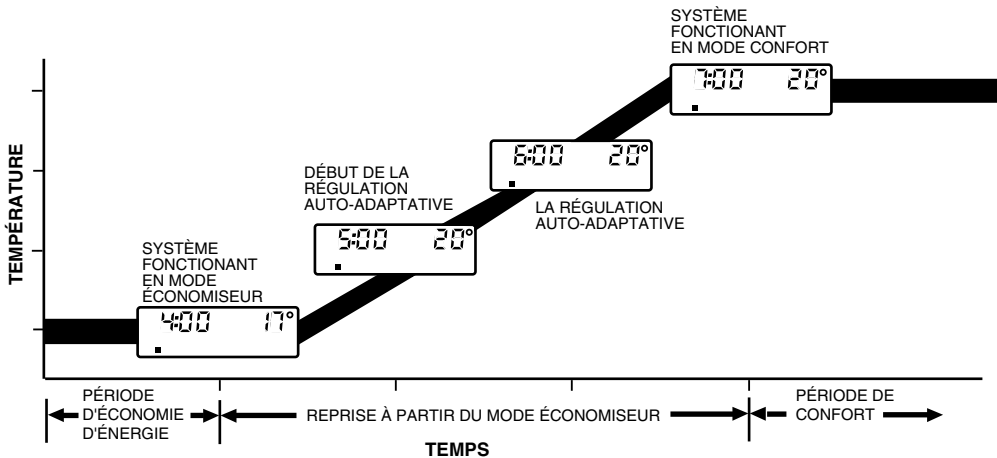 SYSTÈME
FONCTIONANT
EN MODE CONFORT
7:00 20°
6:00 20°
DÉBUT DE LA
RÉGULATION
AUTO-ADAPTATIVE
LA RÉGULATION
AUTO-ADAPTATIVE
5:00 20°
SYSTÈME
FONCTIONANT
EN MODE
ÉCONOMISEUR
4:00 17°
TEMPÉRATURE
PÉRIODE
D'ÉCONOMIE
D'ÉNERGIE
REPRISE À PARTIR DU MODE ÉCONOMISEUR
PÉRIODE DE
CONFORT
TEMPS